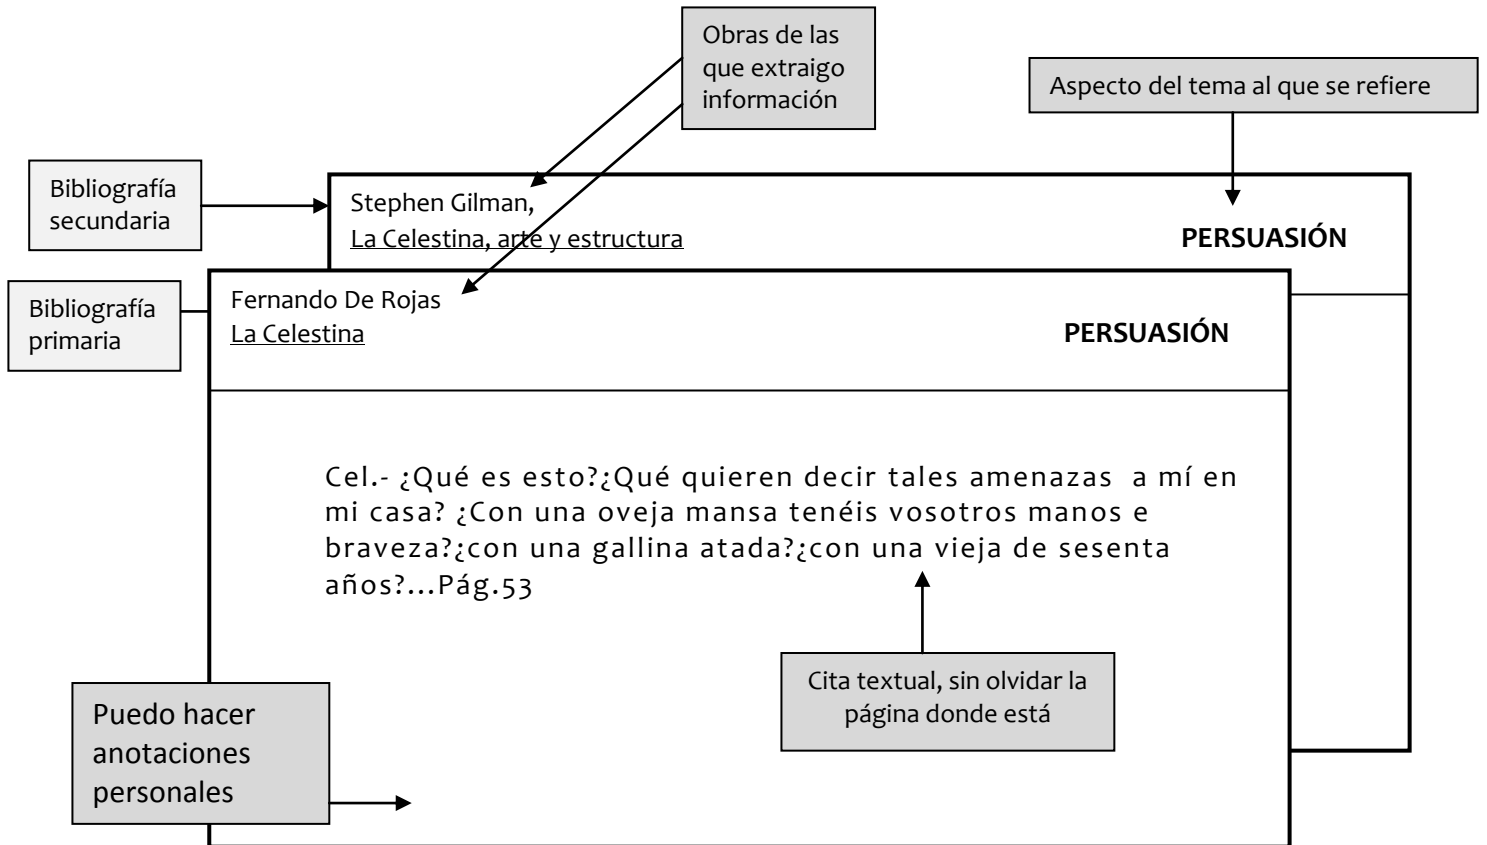 Obras de las
que extraigo
información
Aspecto del tema al que se refiere
Bibliografía
secundaria
Stephen Gilman,
La Celestina, arte y estructura
PERSUASIÓN
Bibliografía
primaria
Fernando De Rojas
La Celestina
PERSUASIÓN
Cel.- ¿Qué es esto?¿Qué quieren decir tales amenazas a mí en
mi casa? ¿Con una oveja mansa tenéis vosotros manos e
braveza?¿con una gallina atada?¿con una vieja de sesenta
años?...Pág.53
Cita textual, sin olvidar la
página donde está
Puedo hacer
anotaciones
personales